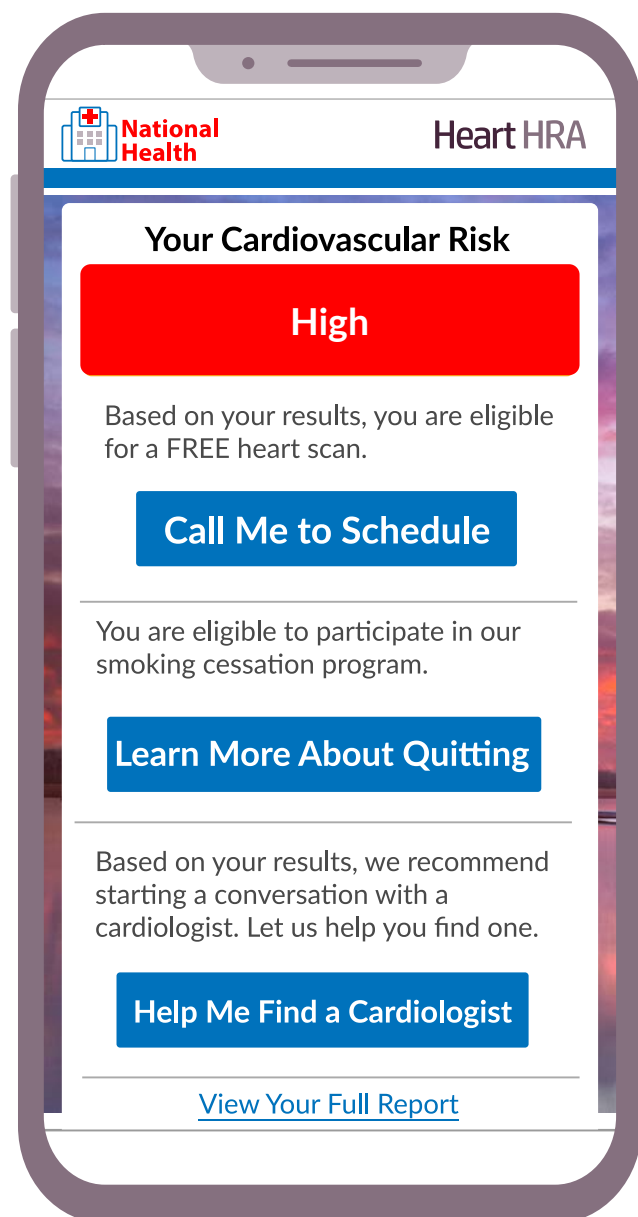 National
Health
Heart HRA
Your Cardiovascular Risk
High
Based on your results, you are eligible
for a FREE heart scan.
Call Me to Schedule
You are eligible to participate in our
smoking cessation program.
Learn More About Quitting
Based on your results, we recommend
starting a conversation with a
cardiologist. Let us help you find one.
Help Me Find a Cardiologist
View Your Full Report